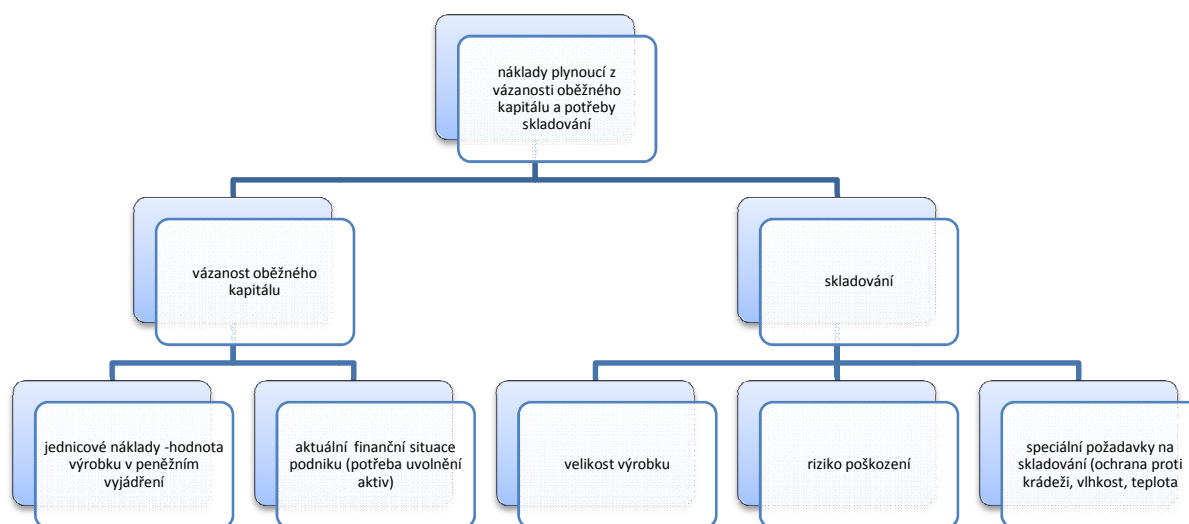 náklady plynoucí z
vázanosti oběžného
kapitálu a potřeby
skladování
vázanost oběžného
kapitálu
skladování
jednicové náklady -hodnota
výrobku v peněžním
vyjádření
aktuální finanční situace
podniku (potřeba uvolnění
aktiv)
velikost výrobku
riziko poškození
speciální požadavky na
skladování (ochrana proti
krádeži, vlhkost, teplota